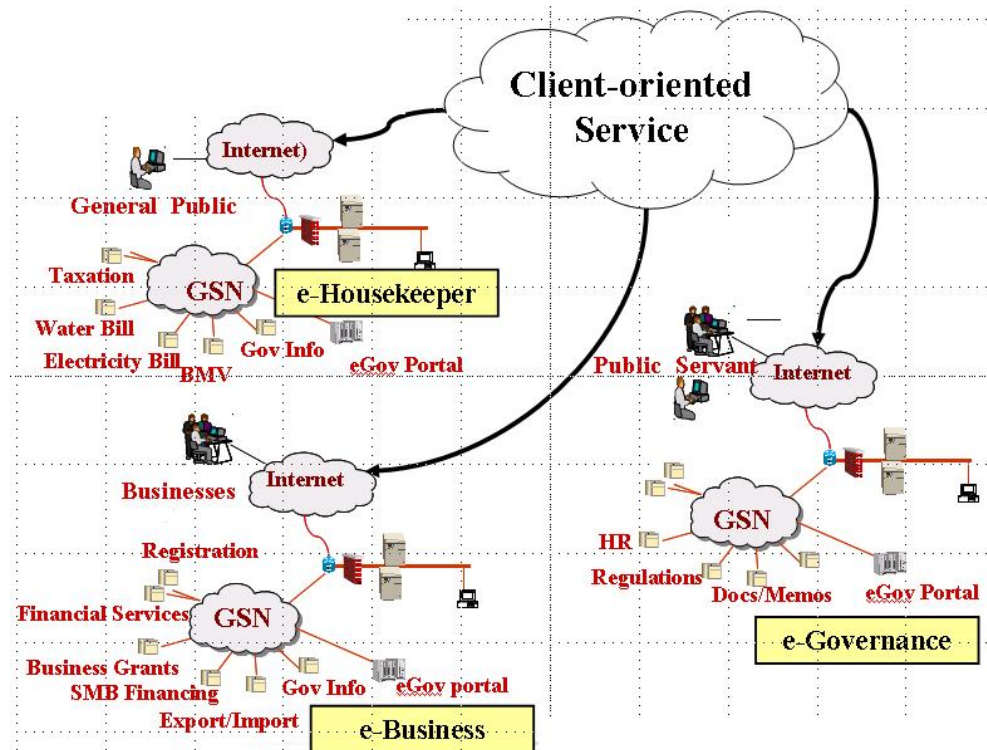 Client-oriented
Service
Internet)
General Public
Taxation
GSN
e-Housekeeper
Water Bill
Electricity Bill
BMV
Gov Info
eGov Portal
Public Servant
Internet
HR
Regulations
GSN
Docs/Memos
eGov Portal
e-Governance
Businesses
Internet
Registration
Financial Services
GSN
Business Grants
SMB Financing
Export/Import
Gov Info
eGov portal
e-Business